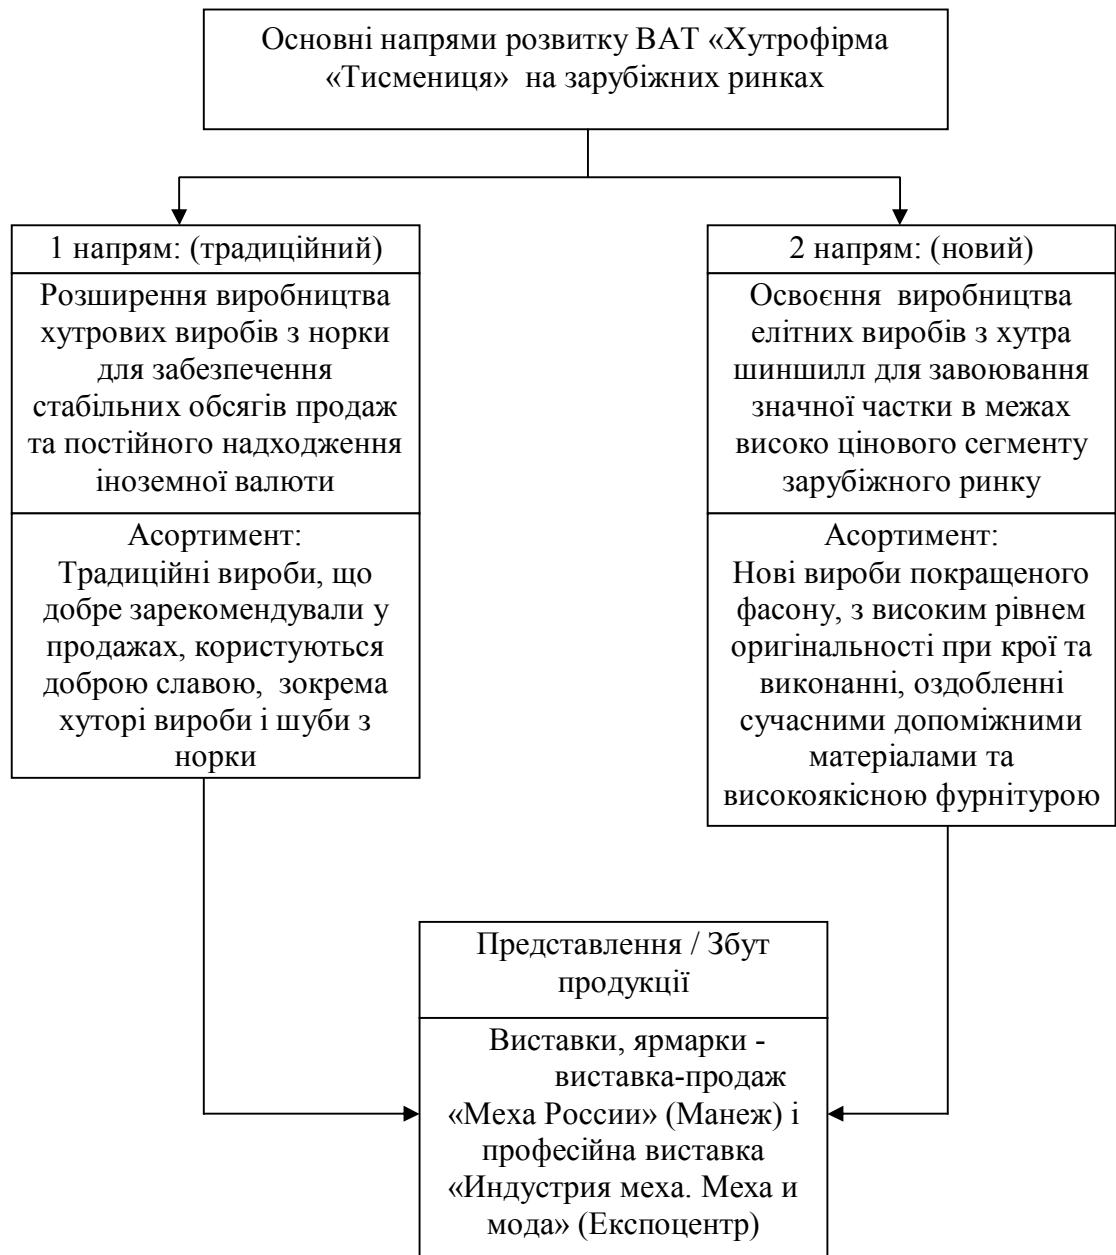 Основні напрями розвитку ВАТ «Хутрофірма
«Тисмениця» на зарубіжних ринках
1 напрям: (традиційний)
Розширення виробництва
хутрових виробів з норки
для забезпечення
стабільних обсягів продаж
та постійного надходження
іноземної валюти
Асортимент:
Традиційні вироби, що
добре зарекомендували у
продажах, користуються
доброю славою, зокрема
хуторі вироби і шуби з
норки
2 напрям: (новий)
Освоєння виробництва
елітних виробів з хутра
шиншилл для завоювання
значної частки в межах
високо цінового сегменту
зарубіжного ринку
Асортимент:
Нові вироби покращеного
фасону, з високим рівнем
оригінальності при крої та
виконанні, оздобленні
сучасними допоміжними
матеріалами та
високоякісною фурнітурою
Представлення / Збут
продукції
Виставки, ярмарки -
виставка-продаж
«Меха России» (Манеж) і
професійна виставка
«Индустрия меха. Меха и
мода» (Експоцентр)